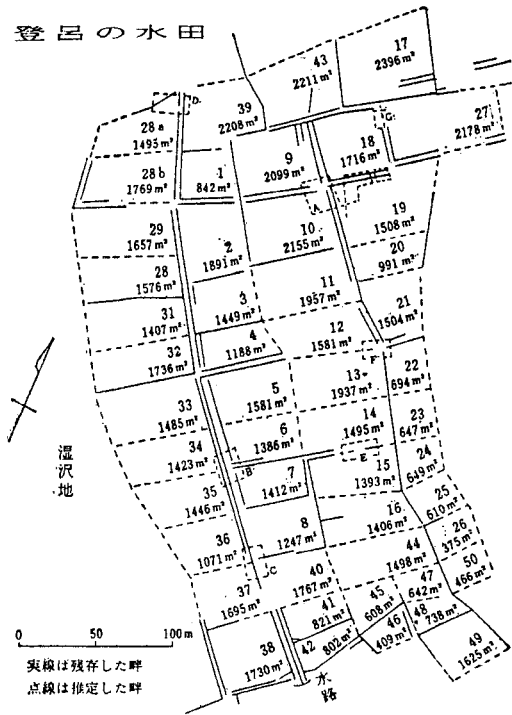 登呂の水田
17
2396m²
43
2211m²
39
2208m²
27
2178m²
D
G
28a
1493m²
18
1716m²
9
2099m²
1
842m²
28b
1769m²
A
19
1508m²
29
1657m²
2
1891m²
10
2155m²
20
991m²
28
1576m²
11
1957m²
21
1504m²
3
1449m²
31
1407m²
12
1581m²
4
1188m²
32
1736m²
F
22
694m²
13
1937m²
5
1581m²
33
1485m²
23
647m²
14
1495m²
6
1386m²
34
1423m²
B
E
24
649m²
15
1393m²
7
1412m²
湿沢地
35
1446m²
25
610m²
16
1406m²
8
1247m²
36
1071m²
26
375m²
44
1498m²
C
50
466m²
40
1767m²
37
1695m²
47
642m²
45
608m²
41
821m²
48
738m²
46
409m²
42
802m²
49
1625m²
38
1730m²
水路
0 50 100m
実線は残存した畔
点線は推定した畔